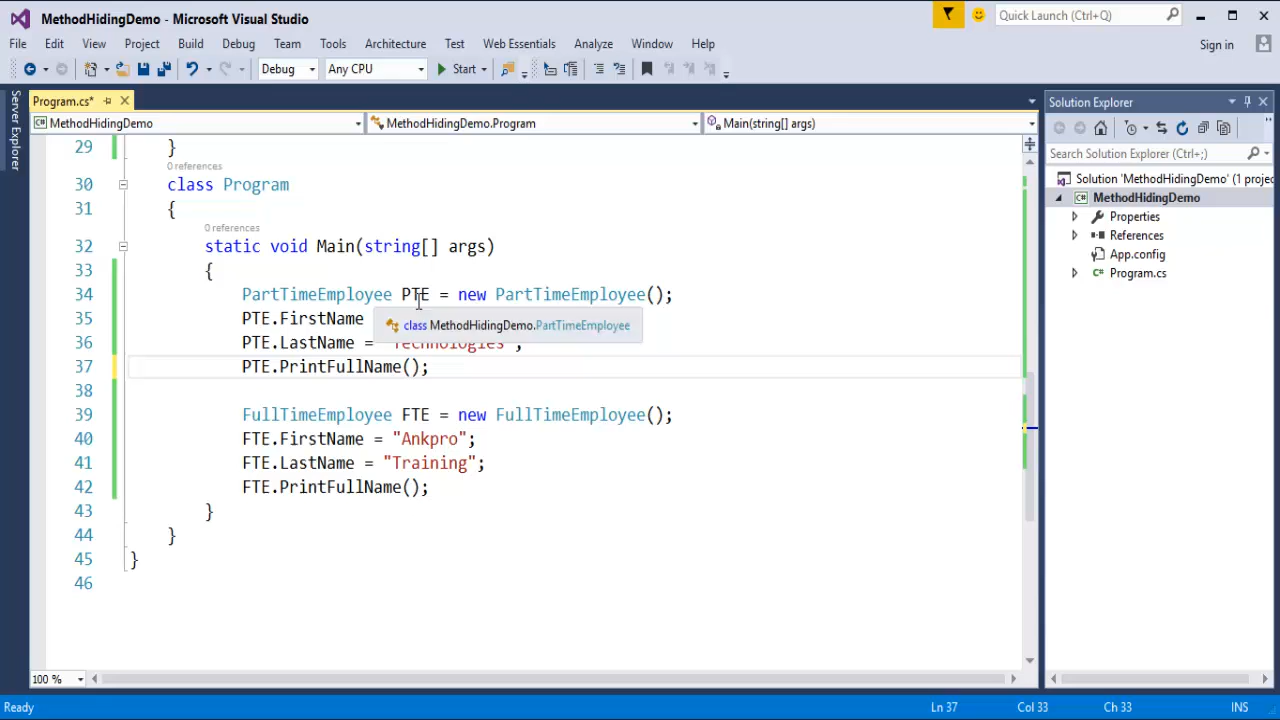 MethodHidingDemo - Microsoft Visual Studio
Quick Launch (Ctrl+Q)
File Edit View Project Build Debug Team Tools Architecture Test Web Essentials Analyze Window Help
Sign in
Debug Any CPU Start
Server Explorer
Program.cs*
Solution Explorer
MethodHidingDemo MethodHidingDemo.Program Main(string[] args)
Search Solution Explorer (Ctrl+;)
Solution 'MethodHidingDemo' (1 projec
MethodHidingDemo
Properties
References
App.config
Program.cs
29 }
0 references
30 class Program
31 {
0 references
32 static void Main(string[] args)
33 {
34 PartTimeEmployee PTE = new PartTimeEmployee();
35 PTE.FirstName
class MethodHidingDemo.PartTimeEmployee
36 PTE.LastName = "Technologies";
37 PTE.PrintFullName();
38
39 FullTimeEmployee FTE = new FullTimeEmployee();
40 FTE.FirstName = "Ankpro";
41 FTE.LastName = "Training";
42 FTE.PrintFullName();
43 }
44 }
45 }
46
100 %
Ready Ln 37 Col 33 Ch 33 INS